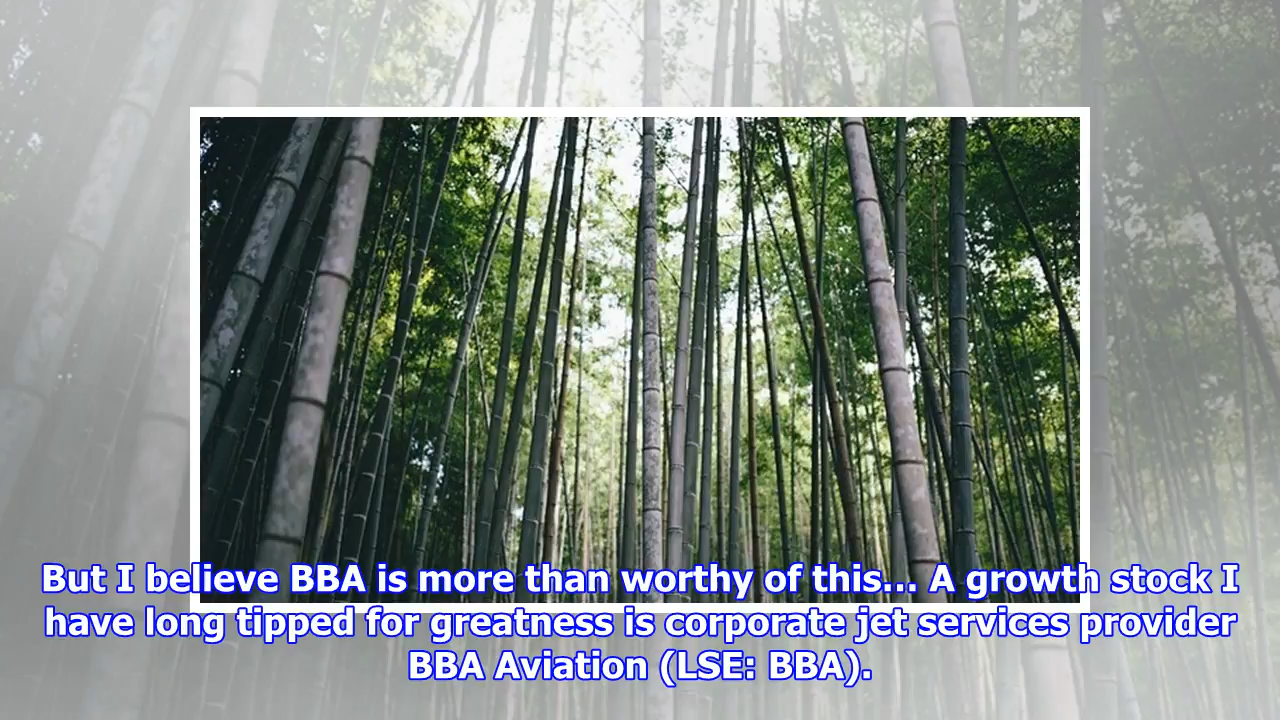 But I believe BBA is more than worthy of this... A growth stock I
have long tipped for greatness is corporate jet services provider
BBA Aviation (LSE: BBA).